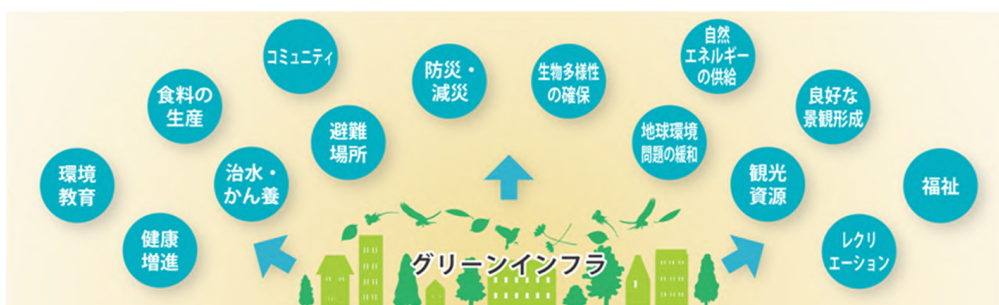 コミュニティ
食料の
生産
環境
教育
健康
増進
治水・
かん養
避難
場所
防災・
減災
生物多様性
の確保
自然
エネルギー
の供給
地球環境
問題の緩和
良好な
景観形成
観光
資源
福祉
レクリ
エーション
グリーンインフラ